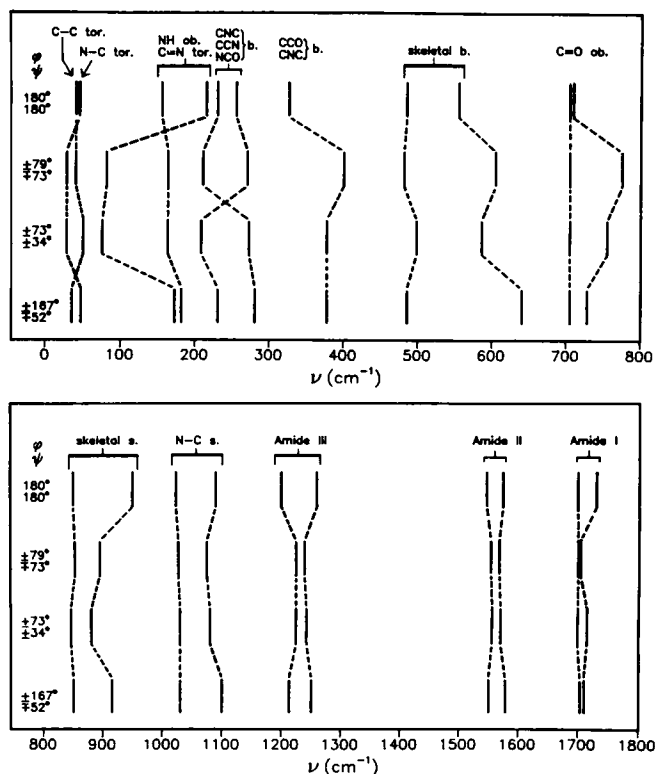 C—C tor.
N—C tor.
NH ob.
C═N tor.
CNC
CCN
NCO
} b.
CCO
CNC
} b.
skeletal b.
C=O ob.
φ
ψ
180°
180°
±79°
∓73°
±73°
±34°
±167°
∓52°
0 100 200 300 400 500 600 700 800
ν (cm⁻¹)
φ
ψ
skeletal s.
N—C s.
Amide III
Amide II
Amide I
180°
180°
±79°
∓73°
±73°
±34°
±167°
∓52°
800 900 1000 1100 1200 1300 1400 1500 1600 1700 1800
ν (cm⁻¹)